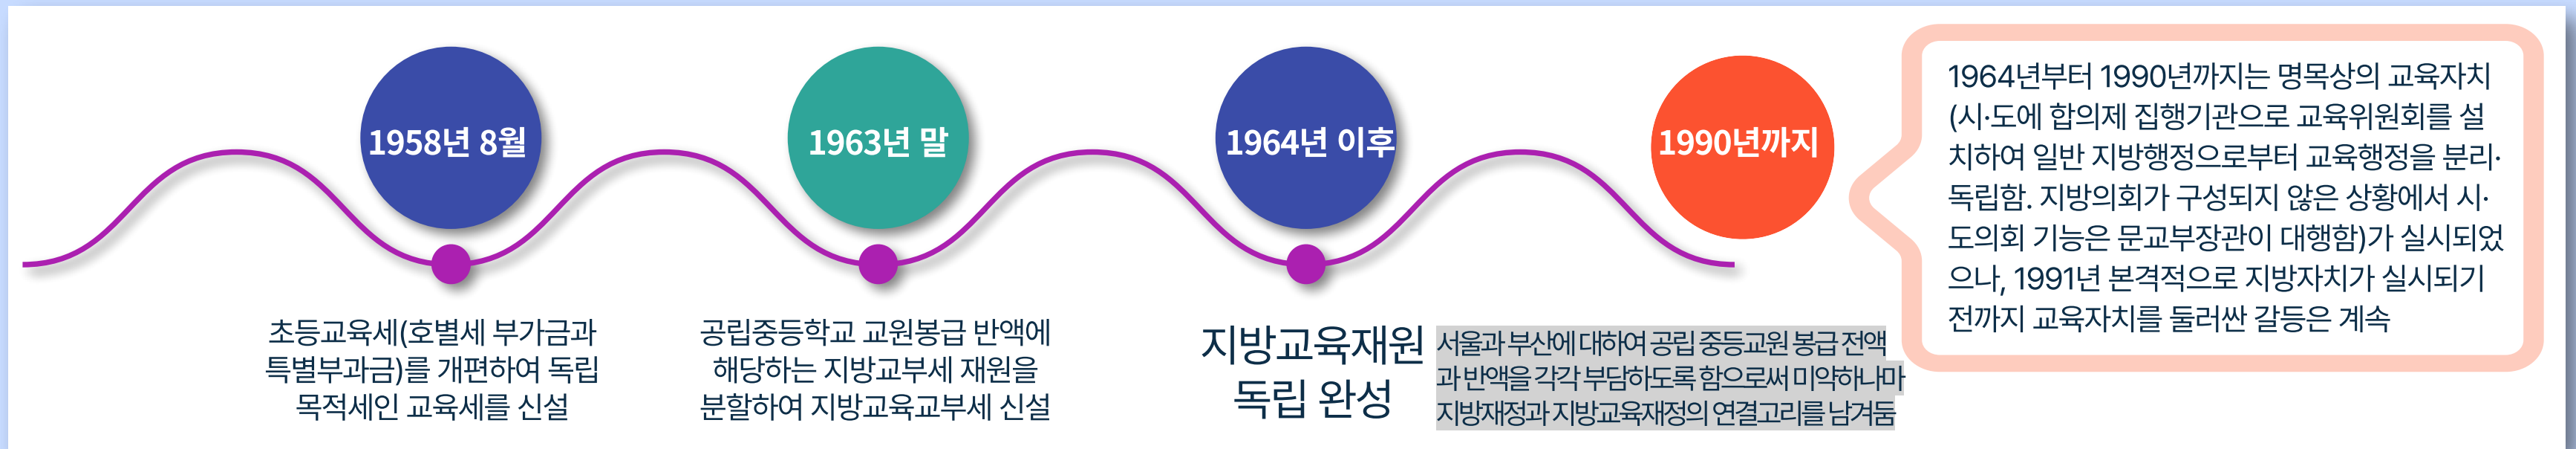 1958년 8월
초등교육세(호별세 부가금과
특별부과금)를 개편하여 독립
목적세인 교육세를 신설
1963년 말
공립중등학교 교원봉급 반액에
해당하는 지방교부세 재원을
분할하여 지방교육교부세 신설
1964년 이후
지방교육재원
독립 완성
서울과 부산에 대하여 공립 중등교원 봉급 전액
과 반액을 각각 부담하도록 함으로써 미약하나마
지방재정과 지방교육재정의 연결고리를 남겨둠
1990년까지
1964년부터 1990년까지는 명목상의 교육자치
(시·도에 합의제 집행기관으로 교육위원회를 설
치하여 일반 지방행정으로부터 교육행정을 분리·
독립함. 지방의회가 구성되지 않은 상황에서 시·
도의회 기능은 문교부장관이 대행함)가 실시되었
으나, 1991년 본격적으로 지방자치가 실시되기
전까지 교육자치를 둘러싼 갈등은 계속